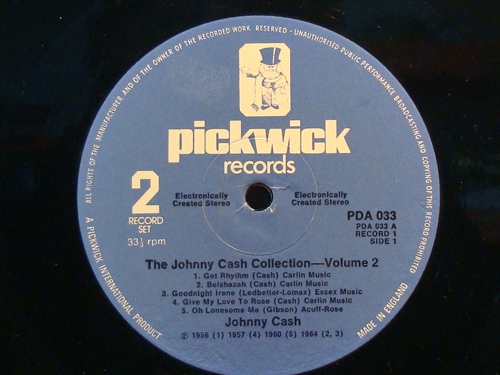 ALL RIGHTS OF THE MANUFACTURER AND OF THE OWNER OF THE RECORDED WORK RESERVED - UNAUTHORISED PUBLIC PERFORMANCE BROADCASTING AND COPYING OF THIS RECORD PROHIBITED
pickwick
records
2
RECORD
SET
33⅓ rpm
Electronically
Created Stereo
Electronically
Created Stereo
PDA 033
PDA 033 A
RECORD 1
SIDE 1
The Johnny Cash Collection—Volume 2
1. Get Rhythm (Cash) Carlin Music
2. Belshazah (Cash) Carlin Music
3. Goodnight Irene (Ledbetter-Lomax) Essex Music
4. Give My Love To Rose (Cash) Carlin Music
5. Oh Lonesome Me (Gibson) Acuff-Rose
Johnny Cash
℗ 1956 (1) 1957 (4) 1960 (5) 1964 (2, 3)
A PICKWICK INTERNATIONAL PRODUCT
MADE IN ENGLAND